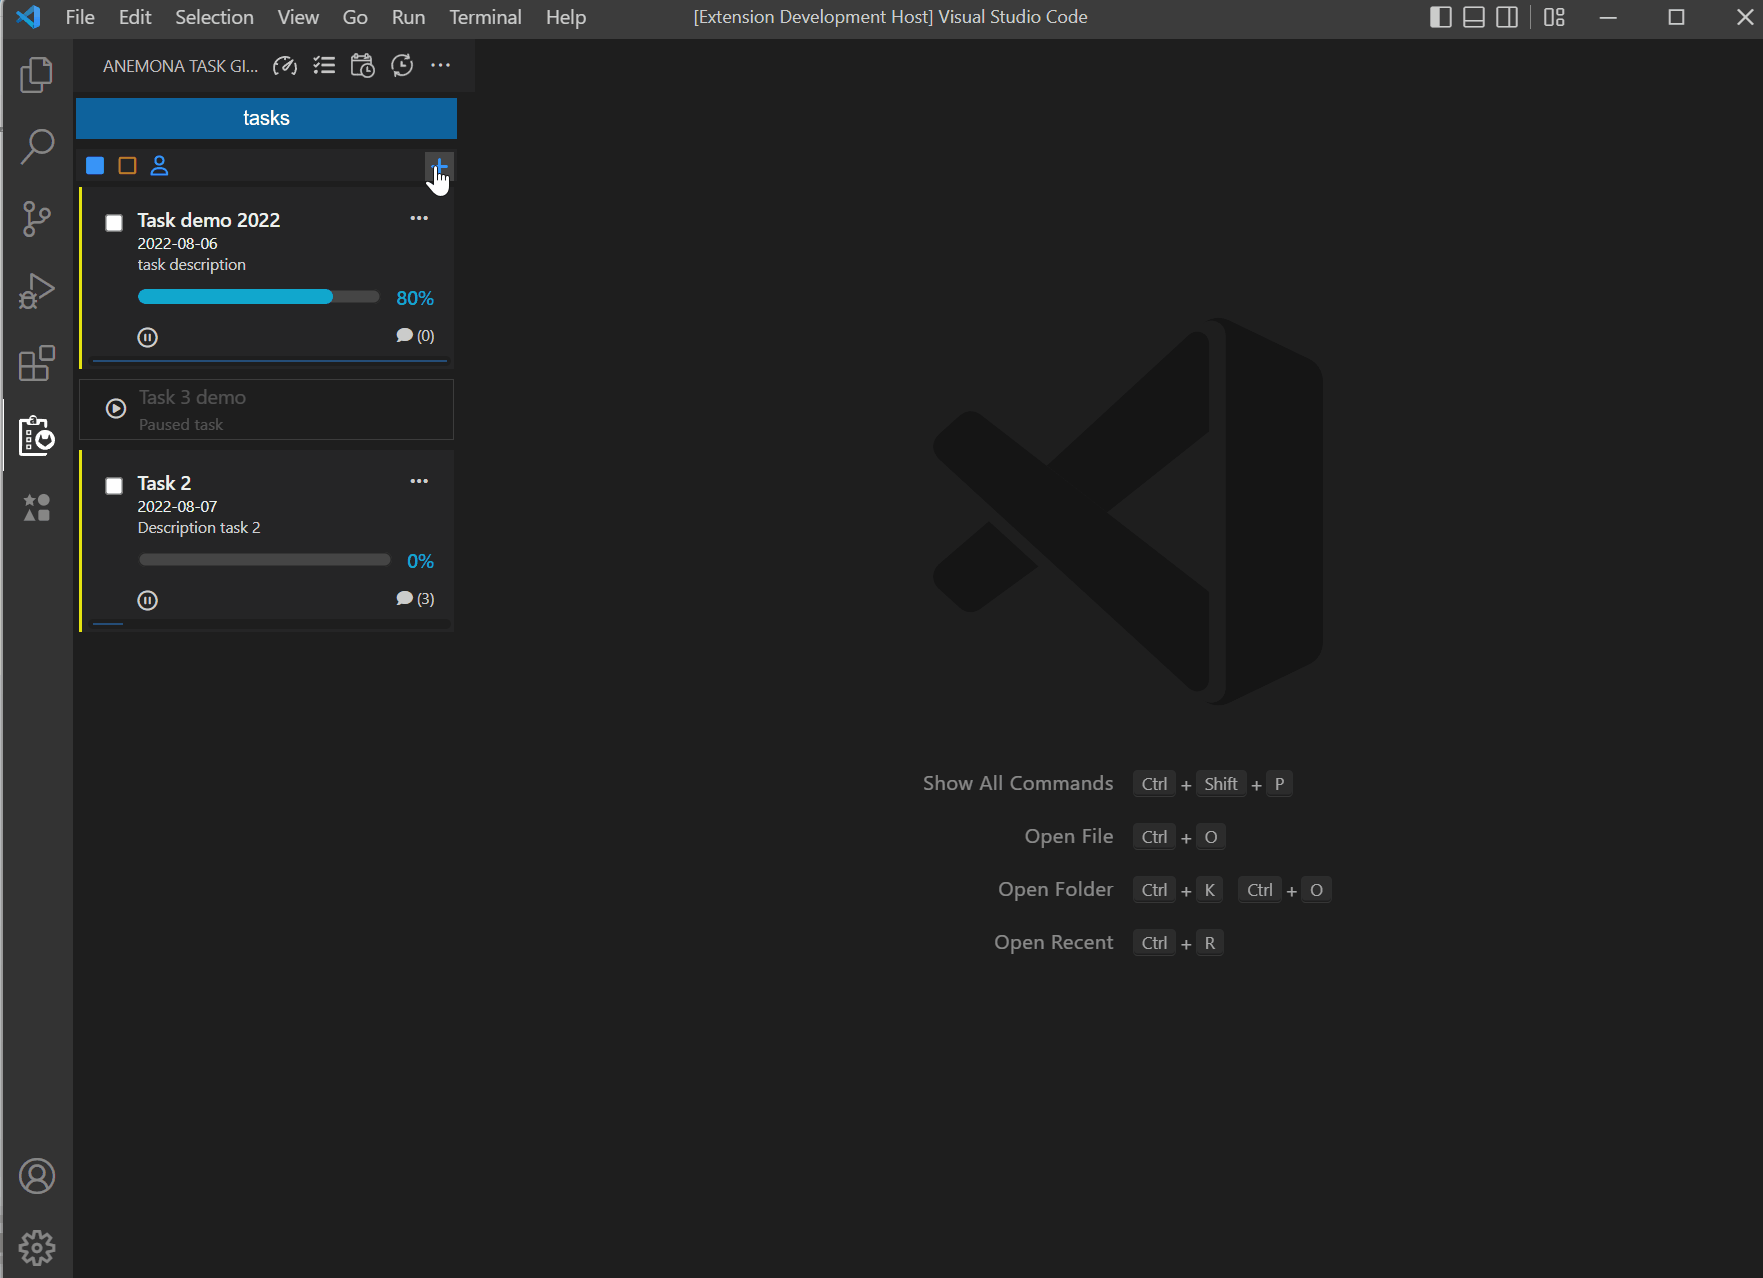 File Edit Selection View Go Run Terminal Help [Extension Development Host] Visual Studio Code
ANEMONA TASK GI...
tasks
Task demo 2022
2022-08-06
task description
80%
(0)
Task 3 demo
Paused task
Task 2
2022-08-07
Description task 2
0%
(3)
Show All Commands Ctrl + Shift + P
Open File Ctrl + O
Open Folder Ctrl + K Ctrl + O
Open Recent Ctrl + R